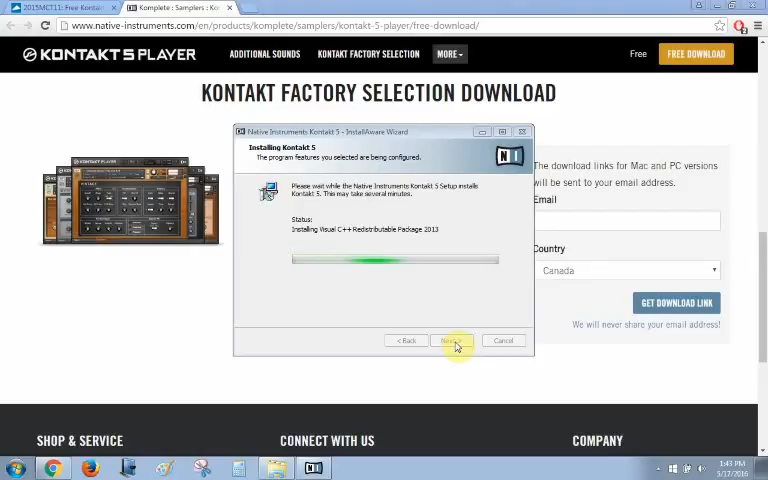 2015MCT11: Free Kontak
Komplete : Samplers : Ko
www.native-instruments.com/en/products/komplete/samplers/kontakt-5-player/free-download/
KONTAKT 5 PLAYER
ADDITIONAL SOUNDS
KONTAKT FACTORY SELECTION
MORE
Free
FREE DOWNLOAD
KONTAKT FACTORY SELECTION DOWNLOAD
Native Instruments Kontakt 5 - InstallAware Wizard
Installing Kontakt 5
The program features you selected are being configured.
NI
Please wait while the Native Instruments Kontakt 5 Setup installs
Kontakt 5. This may take several minutes.
Status:
Installing Visual C++ Redistributable Package 2013
< Back
Next >
Cancel
The download links for Mac and PC versions
will be sent to your email address.
Email
Country
Canada
GET DOWNLOAD LINK
We will never share your email address!
SHOP & SERVICE
CONNECT WITH US
COMPANY
NI
1:43 PM
5/17/2016